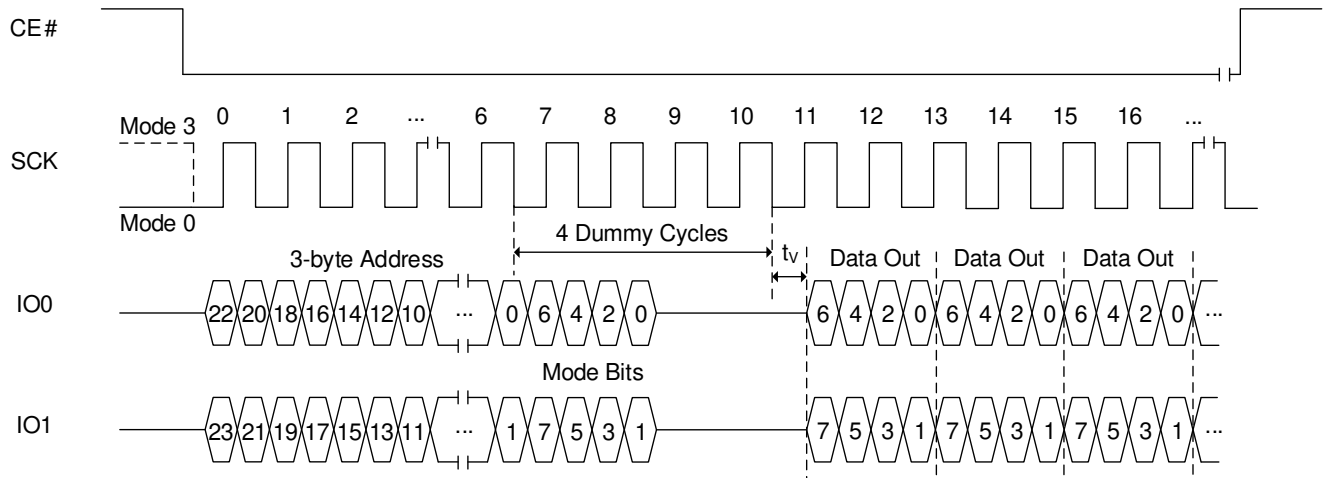 CE#
0 1 2 ... 6 7 8 9 10 11 12 13 14 15 16 ...
Mode 3
SCK
Mode 0
4 Dummy Cycles
3-byte Address tV Data Out Data Out Data Out
IO0 22 20 18 16 14 12 10 ... 0 6 4 2 0 6 4 2 0 6 4 2 0 6 4 2 0 ...
Mode Bits
IO1 23 21 19 17 15 13 11 ... 1 7 5 3 1 7 5 3 1 7 5 3 1 7 5 3 1 ...